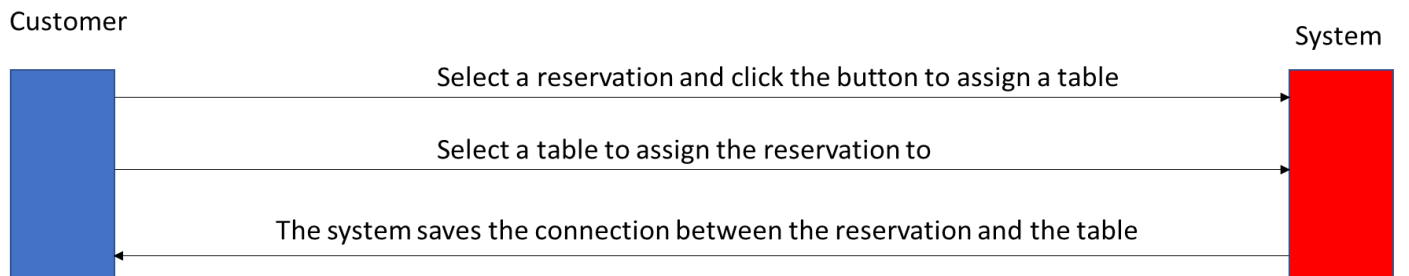 Customer
System
Select a reservation and click the button to assign a table
Select a table to assign the reservation to
The system saves the connection between the reservation and the table